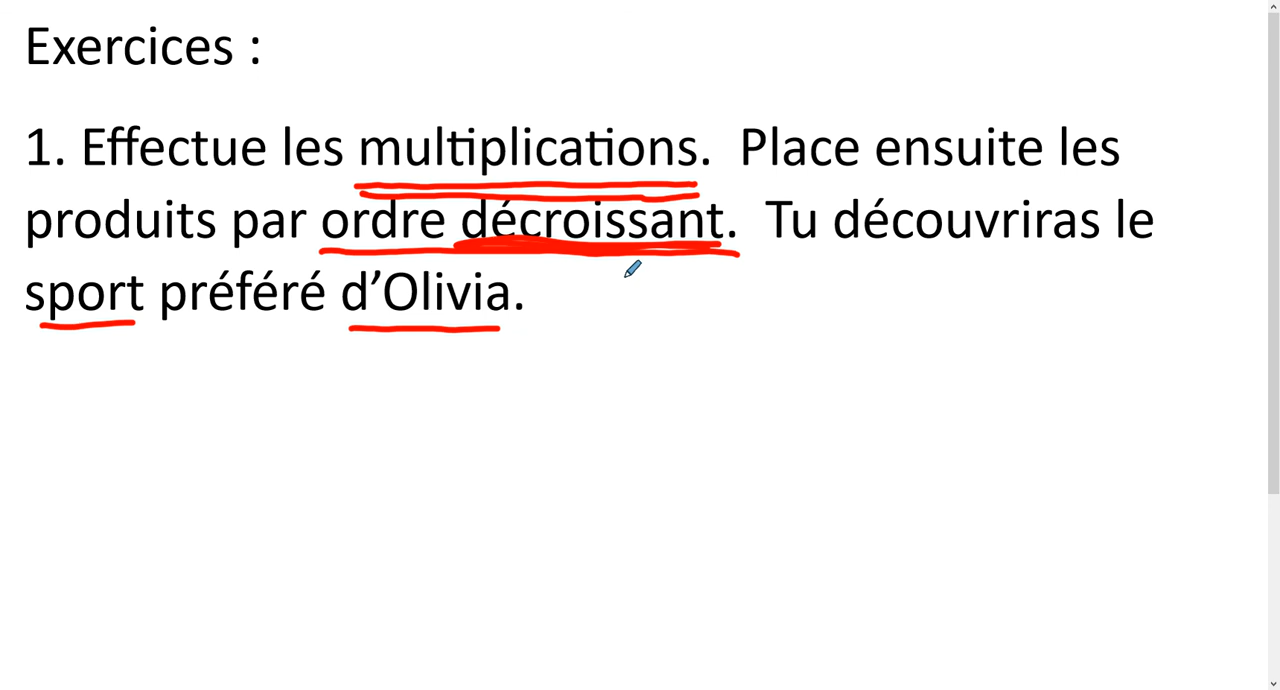 Exercices :
1. Effectue les multiplications.  Place ensuite les
produits par ordre décroissant.  Tu découvriras le
sport préféré d’Olivia.